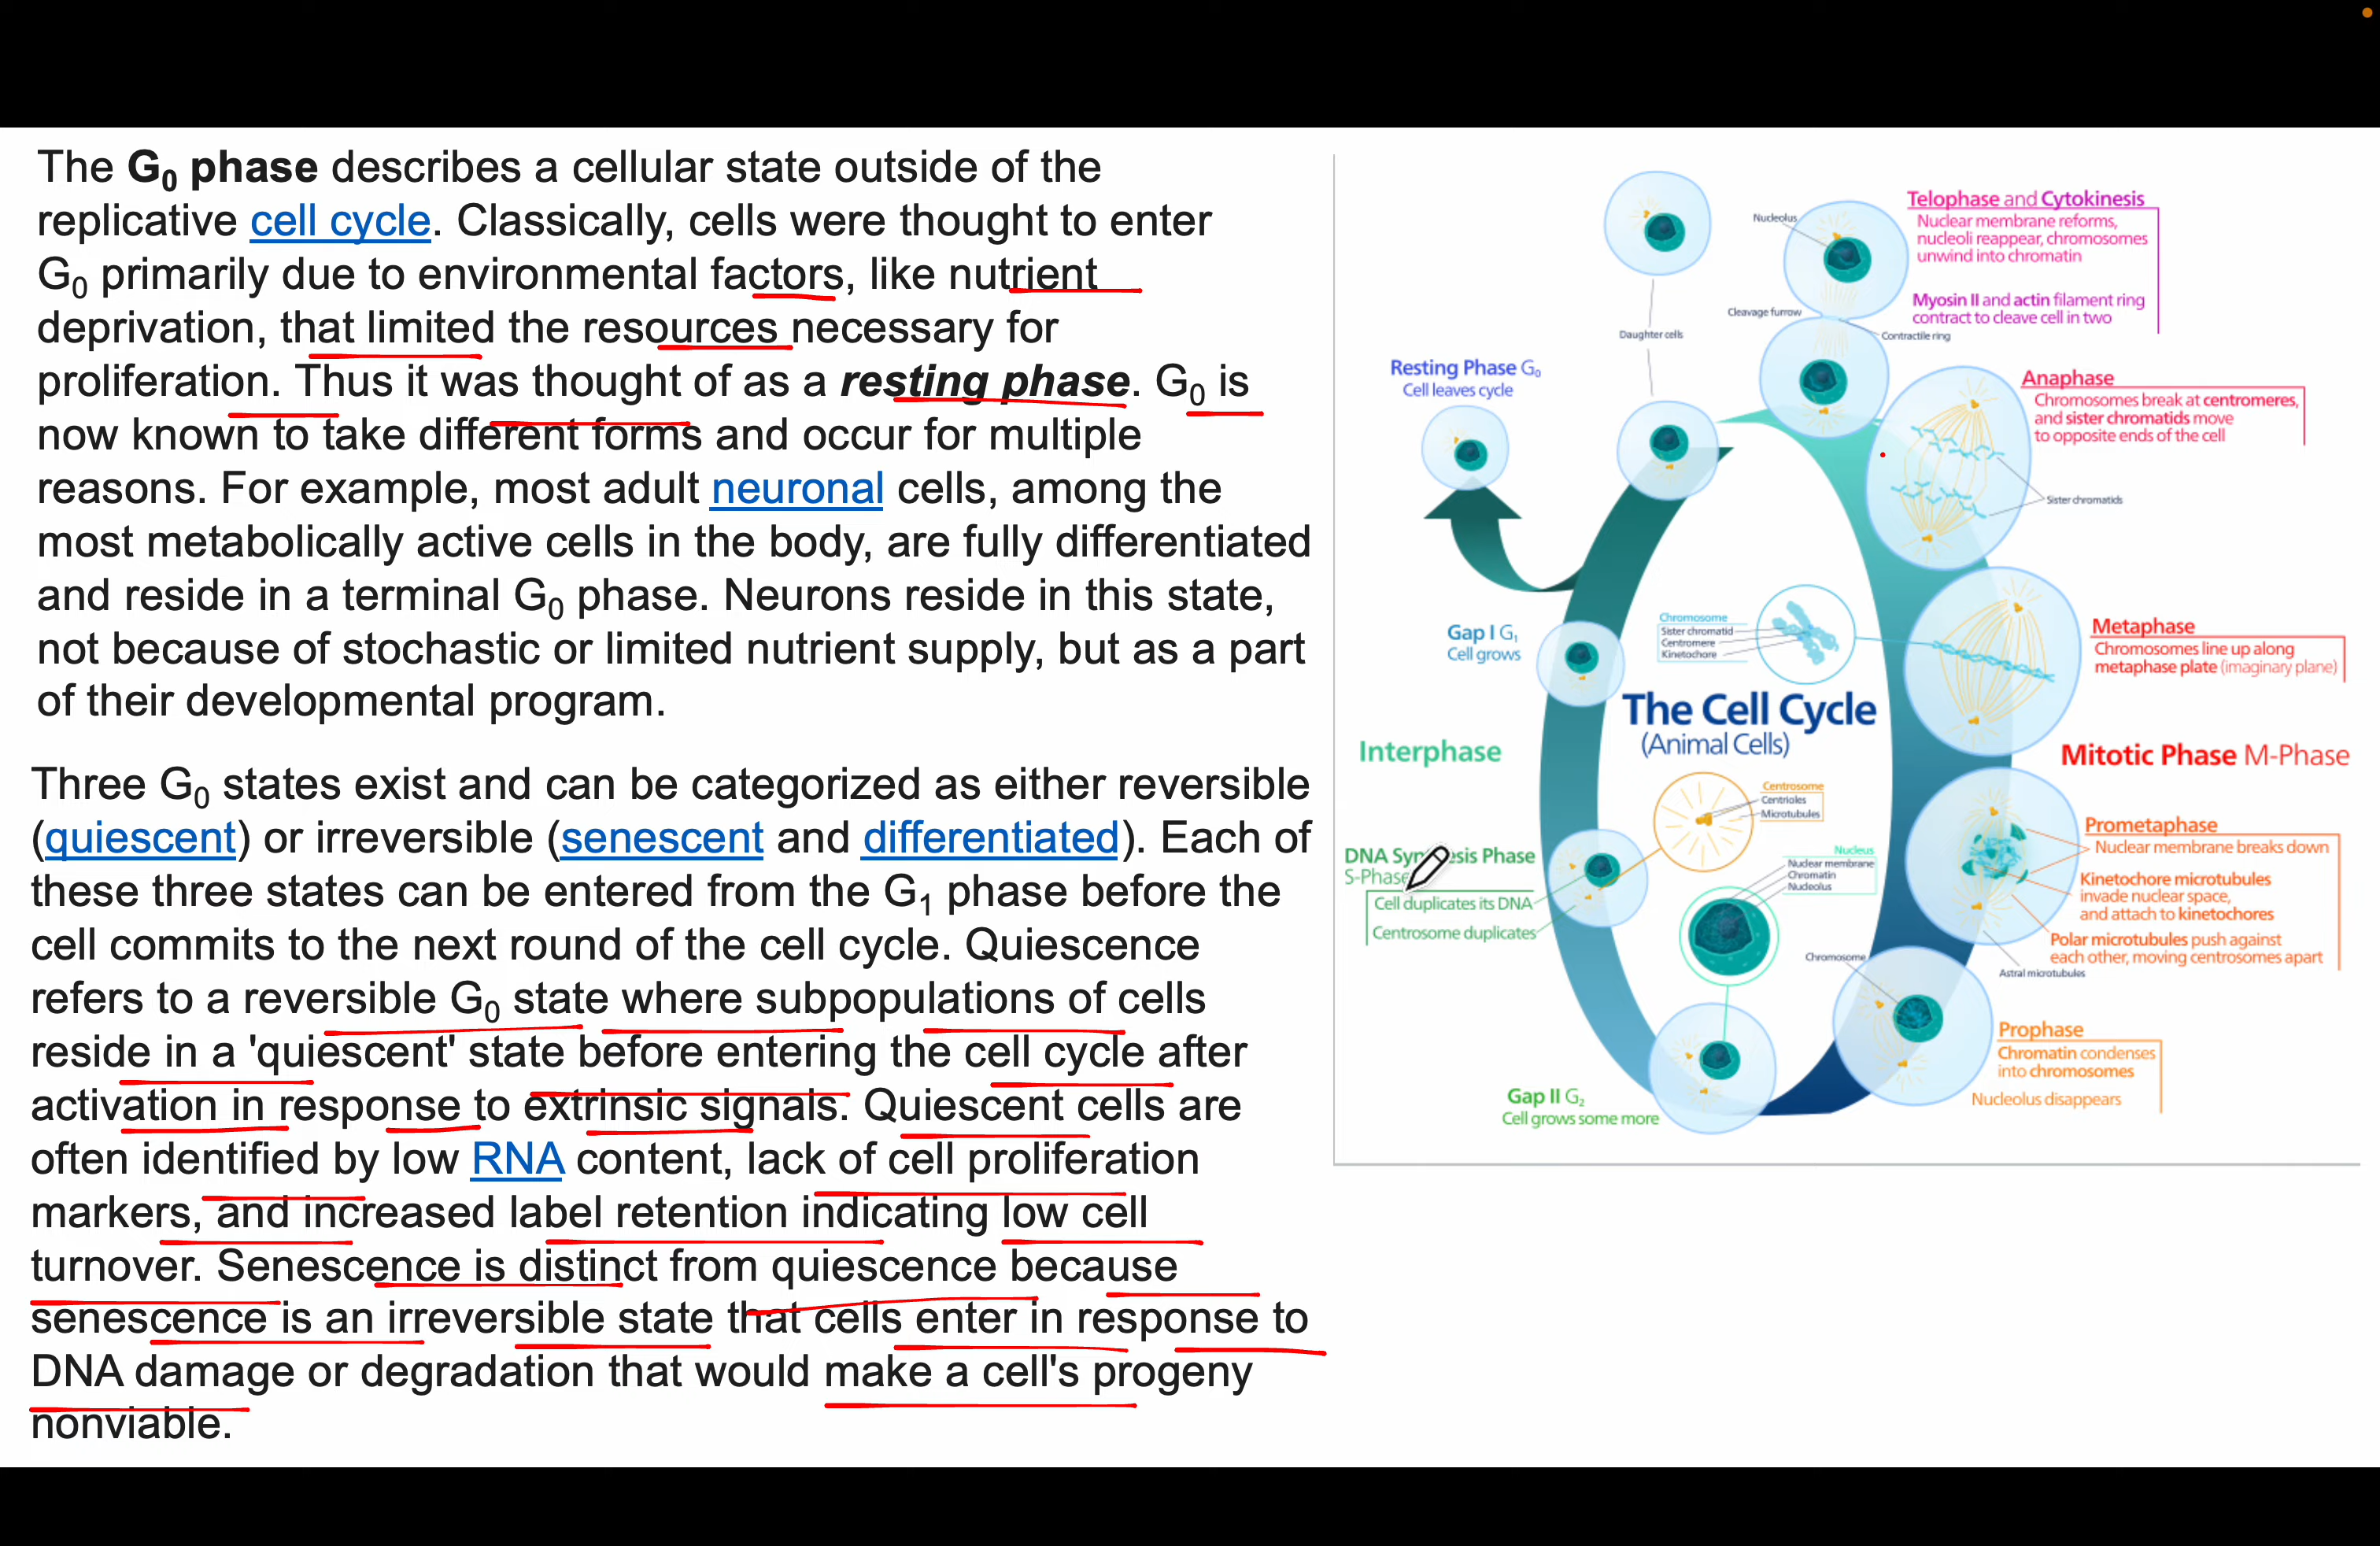 The G₀ phase describes a cellular state outside of the
replicative cell cycle. Classically, cells were thought to enter
G₀ primarily due to environmental factors, like nutrient
deprivation, that limited the resources necessary for
proliferation. Thus it was thought of as a resting phase. G₀ is
now known to take different forms and occur for multiple
reasons. For example, most adult neuronal cells, among the
most metabolically active cells in the body, are fully differentiated
and reside in a terminal G₀ phase. Neurons reside in this state,
not because of stochastic or limited nutrient supply, but as a part
of their developmental program.
Three G₀ states exist and can be categorized as either reversible
(quiescent) or irreversible (senescent and differentiated). Each of
these three states can be entered from the G₁ phase before the
cell commits to the next round of the cell cycle. Quiescence
refers to a reversible G₀ state where subpopulations of cells
reside in a 'quiescent' state before entering the cell cycle after
activation in response to extrinsic signals. Quiescent cells are
often identified by low RNA content, lack of cell proliferation
markers, and increased label retention indicating low cell
turnover. Senescence is distinct from quiescence because
senescence is an irreversible state that cells enter in response to
DNA damage or degradation that would make a cell's progeny
nonviable.
Daughter cells
Nucleolus
Cleavage furrow
Contractile ring
Telophase and Cytokinesis
Nuclear membrane reforms,
nucleoli reappear, chromosomes
unwind into chromatin
Myosin II and actin filament ring
contract to cleave cell in two
Resting Phase G₀
Cell leaves cycle
Anaphase
Chromosomes break at centromeres,
and sister chromatids move
to opposite ends of the cell
Sister chromatids
Gap I G₁
Cell grows
Chromosome
Sister chromatid
Centromere
Kinetochore
Metaphase
Chromosomes line up along
metaphase plate (imaginary plane)
The Cell Cycle
(Animal Cells)
Interphase
Mitotic Phase M-Phase
Centrosome
Centrioles
Microtubules
DNA Synthesis Phase
S-Phase
Cell duplicates its DNA
Centrosome duplicates
Nucleus
Nuclear membrane
Chromatin
Nucleolus
Prometaphase
Nuclear membrane breaks down
Kinetochore microtubules
invade nuclear space,
and attach to kinetochores
Polar microtubules push against
each other, moving centrosomes apart
Astral microtubules
Chromosome
Prophase
Chromatin condenses
into chromosomes
Nucleolus disappears
Gap II G₂
Cell grows some more